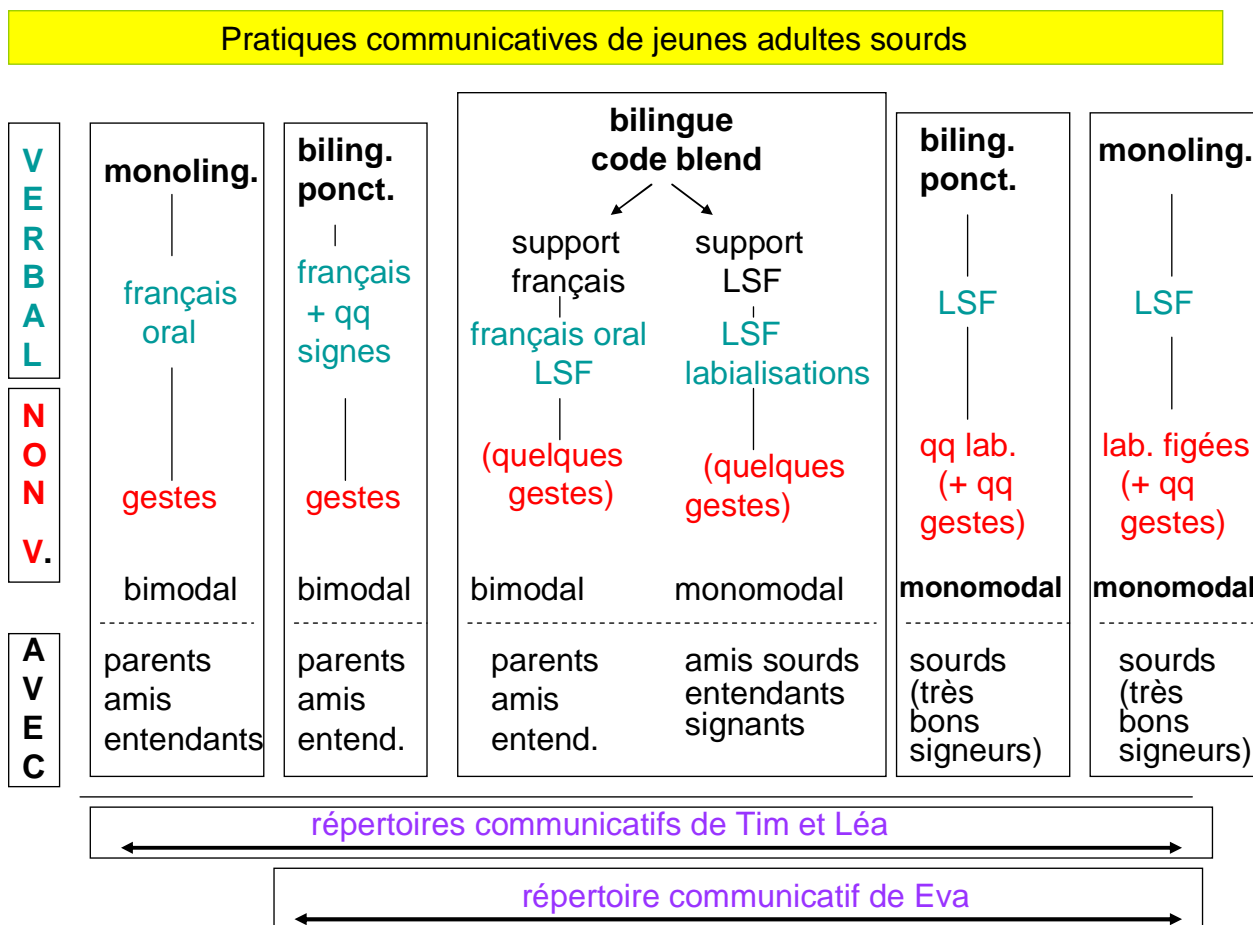 Pratiques communicatives de jeunes adultes sourds
VERBAL
NON V.
AVEC
monoling.
français
oral
gestes
bimodal
parents
amis
entendants
biling.
ponct.
français
+ qq
signes
gestes
bimodal
parents
amis
entend.
bilingue
code blend
support
français
français oral
LSF
(quelques
gestes)
bimodal
parents
amis
entend.
support
LSF
LSF
labialisations
(quelques
gestes)
monomodal
amis sourds
entendants
signants
biling.
ponct.
LSF
qq lab.
(+ qq
gestes)
monomodal
sourds
(très
bons
signeurs)
monoling.
LSF
lab. figées
(+ qq
gestes)
monomodal
sourds
(très
bons
signeurs)
répertoires communicatifs de Tim et Léa
répertoire communicatif de Eva